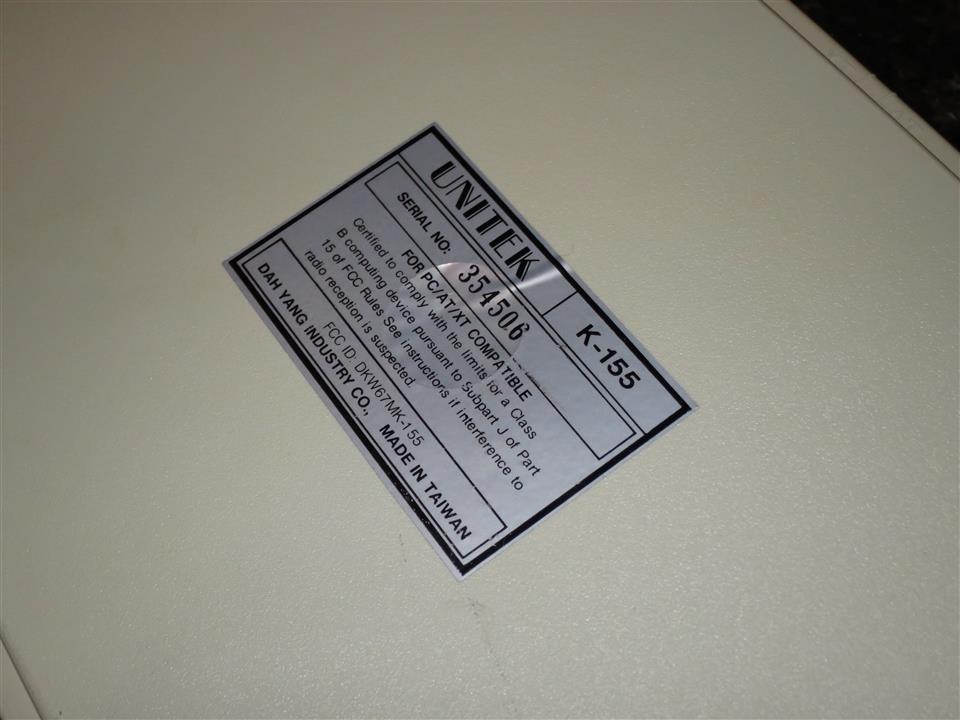 UNITEK K-155
SERIAL NO: 354506
FOR PC/AT/XT COMPATIBLE
Certified to comply with the limits for a Class
B computing device pursuant to Subpart J of Part
15 of FCC Rules See instructions if interference to
radio reception is suspected.
FCC ID: DKW67MK-155
DAH YANG INDUSTRY CO., MADE IN TAIWAN